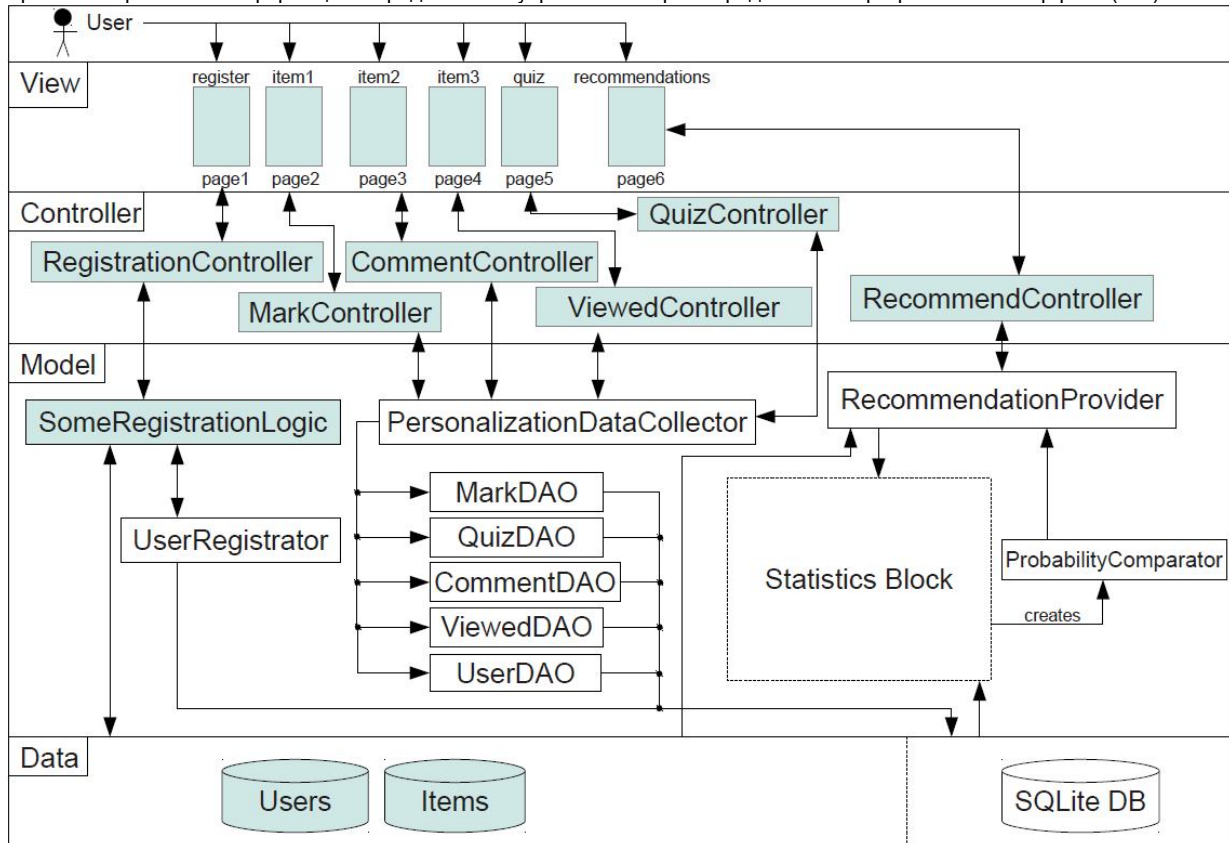 User
View
register
item1
item2
item3
quiz
recommendations
page1
page2
page3
page4
page5
page6
Controller
QuizController
RegistrationController
CommentController
MarkController
ViewedController
RecommendController
Model
SomeRegistrationLogic
PersonalizationDataCollector
RecommendationProvider
MarkDAO
UserRegistrator
QuizDAO
CommentDAO
ViewedDAO
UserDAO
Statistics Block
ProbabilityComparator
creates
Data
Users
Items
SQLite DB